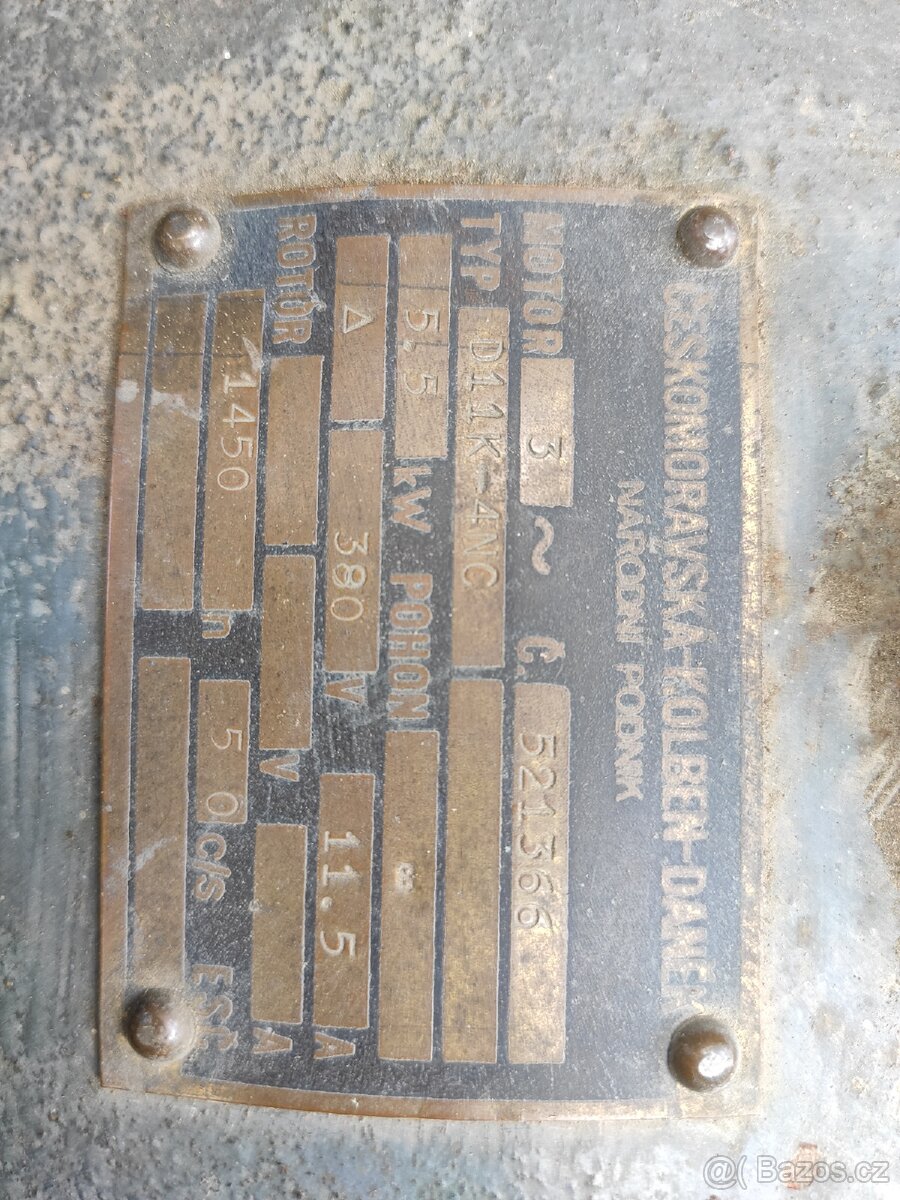 ČESKOMORAVSKÁ-KOLBEN-DANĚK
NÁRODNÍ PODNIK
MOTOR 3 ~ Č. 521366
TYP D11K-4NC
5.5 kW POHON
Δ 380 V 11.5 A
ROTOR V A
1450 n 50 c/s ESČ
@( Bazos.cz